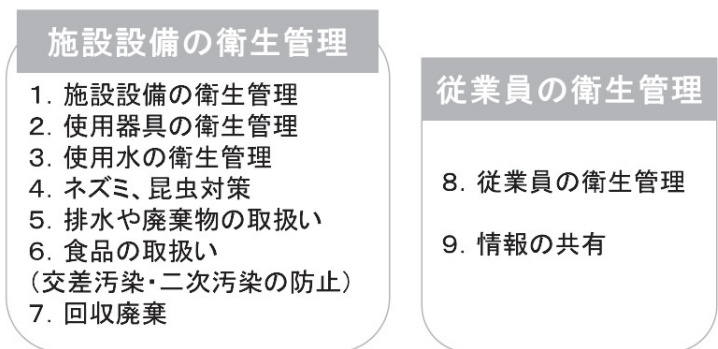 施設設備の衛生管理
1. 施設設備の衛生管理
2. 使用器具の衛生管理
3. 使用水の衛生管理
4. ネズミ、昆虫対策
5. 排水や廃棄物の取扱い
6. 食品の取扱い
(交差汚染・二次汚染の防止)
7. 回収廃棄
従業員の衛生管理
8. 従業員の衛生管理
9. 情報の共有